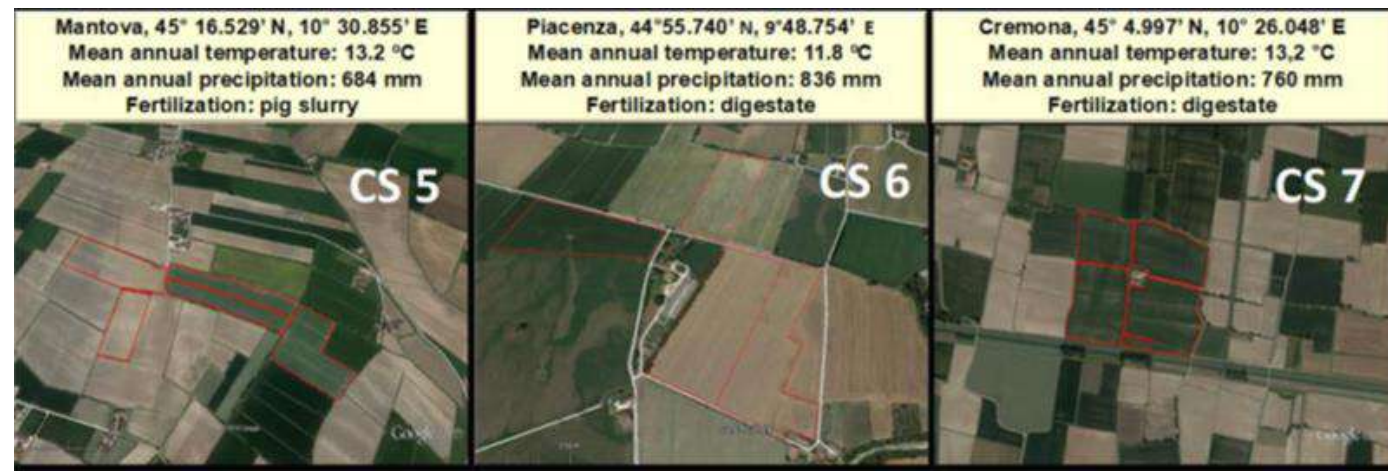 Mantova, 45° 16.529’ N, 10° 30.855’ E
Mean annual temperature: 13.2 ºC
Mean annual precipitation: 684 mm
Fertilization: pig slurry
CS 5
Piacenza, 44°55.740’ N, 9°48.754’ E
Mean annual temperature: 11.8 ºC
Mean annual precipitation: 836 mm
Fertilization: digestate
CS 6
Cremona, 45° 4.997’ N, 10° 26.048’ E
Mean annual temperature: 13,2 °C
Mean annual precipitation: 760 mm
Fertilization: digestate
CS 7